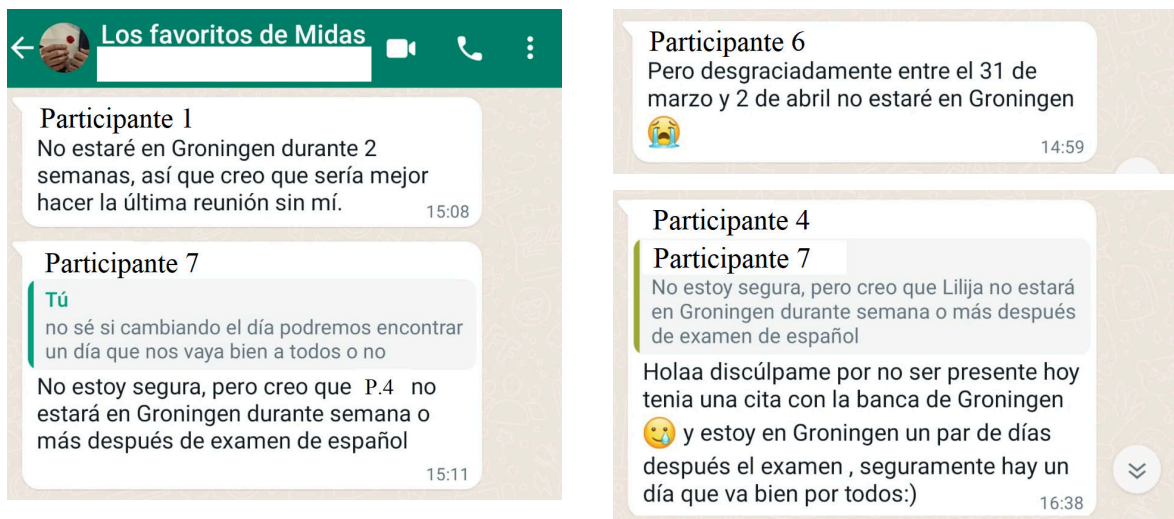 Los favoritos de Midas
Participante 1
No estaré en Groningen durante 2
semanas, así que creo que sería mejor
hacer la última reunión sin mí.
15:08
Participante 7
Tú
no sé si cambiando el día podremos encontrar
un día que nos vaya bien a todos o no
No estoy segura, pero creo que P.4 no
estará en Groningen durante semana o
más después de examen de español
15:11
Participante 6
Pero desgraciadamente entre el 31 de
marzo y 2 de abril no estaré en Groningen
😭
14:59
Participante 4
Participante 7
No estoy segura, pero creo que Lilija no estará
en Groningen durante semana o más después
de examen de español
Holaa discúlpame por no ser presente hoy
tenia una cita con la banca de Groningen
🥲 y estoy en Groningen un par de días
después el examen , seguramente hay un
día que va bien por todos:)
16:38